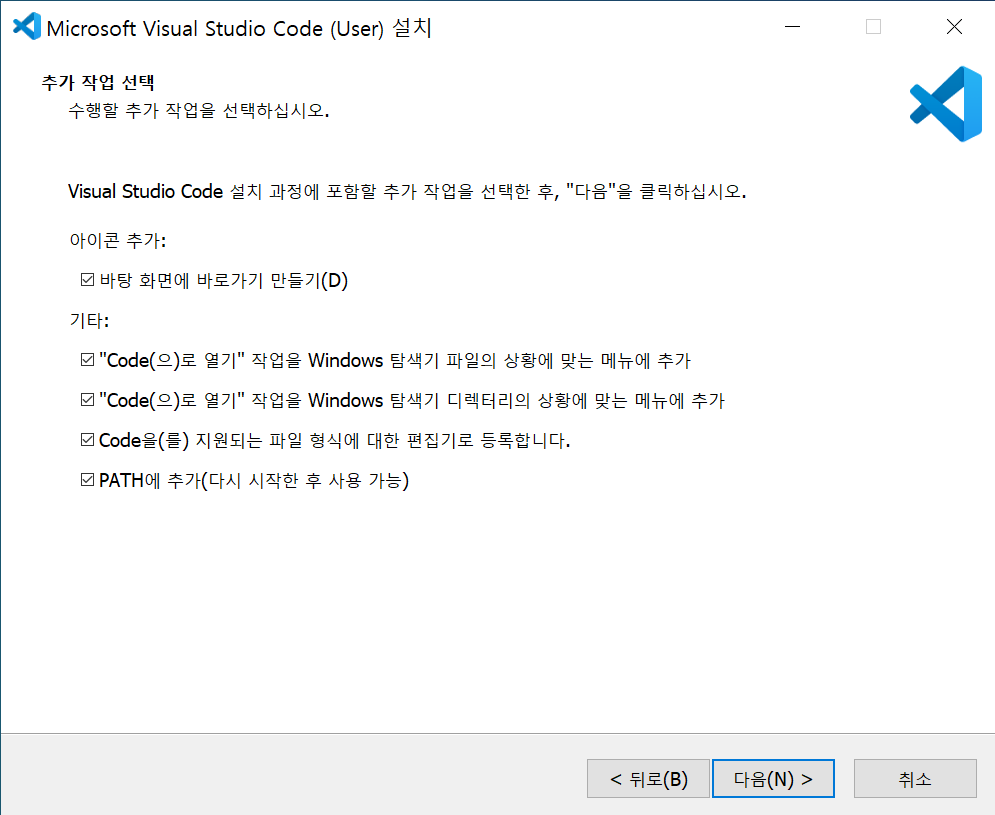 Microsoft Visual Studio Code (User) 설치
추가 작업 선택
수행할 추가 작업을 선택하십시오.
Visual Studio Code 설치 과정에 포함할 추가 작업을 선택한 후, "다음"을 클릭하십시오.
아이콘 추가:
바탕 화면에 바로가기 만들기(D)
기타:
"Code(으)로 열기" 작업을 Windows 탐색기 파일의 상황에 맞는 메뉴에 추가
"Code(으)로 열기" 작업을 Windows 탐색기 디렉터리의 상황에 맞는 메뉴에 추가
Code을(를) 지원되는 파일 형식에 대한 편집기로 등록합니다.
PATH에 추가(다시 시작한 후 사용 가능)
< 뒤로(B) 다음(N) > 취소